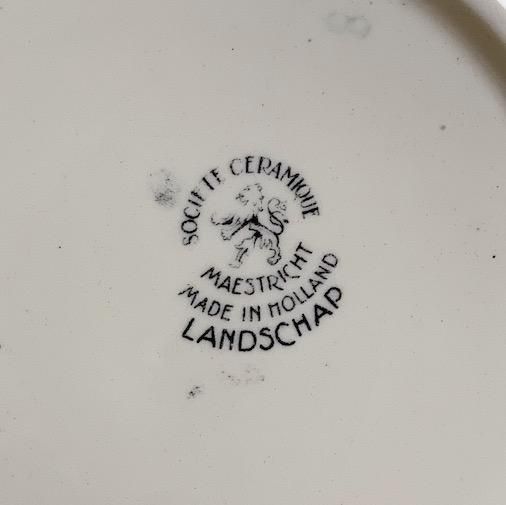 SOCIETE CERAMIQUE
MAESTRICHT
MADE IN HOLLAND
LANDSCHAP